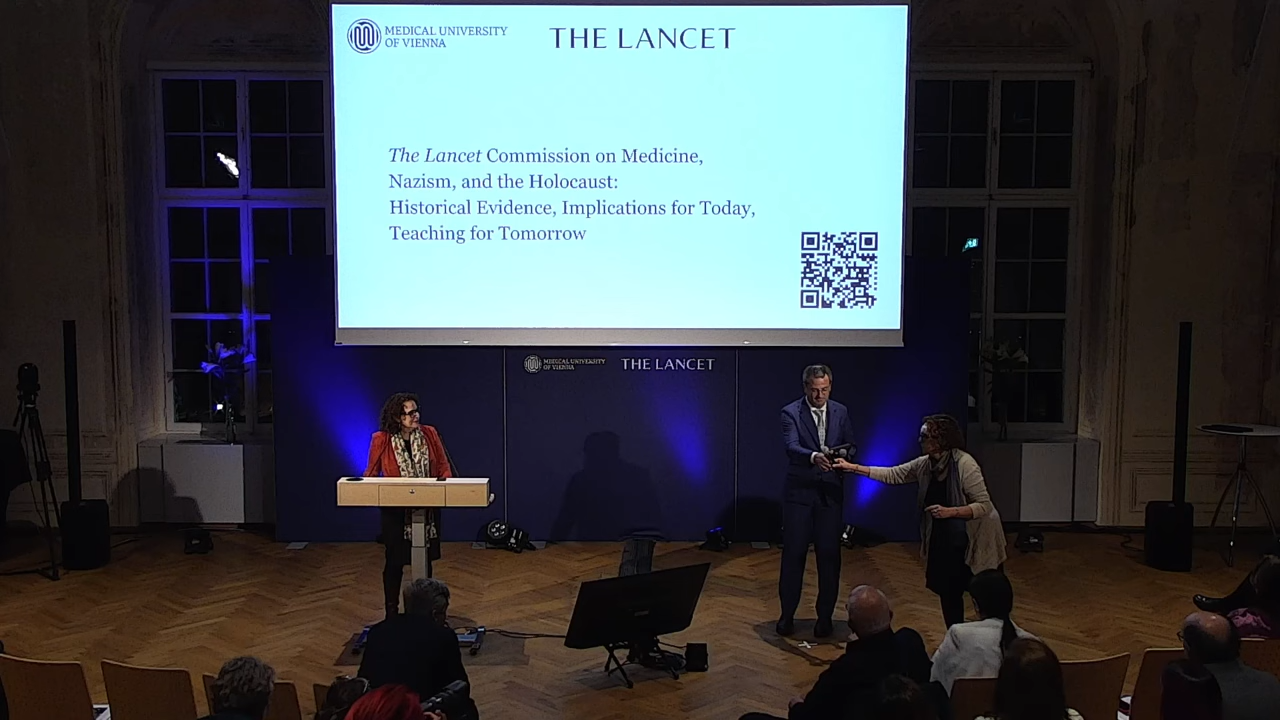 MEDICAL UNIVERSITY
OF VIENNA
THE LANCET
The Lancet Commission on Medicine,
Nazism, and the Holocaust:
Historical Evidence, Implications for Today,
Teaching for Tomorrow
MEDICAL UNIVERSITY
OF VIENNA
THE LANCET